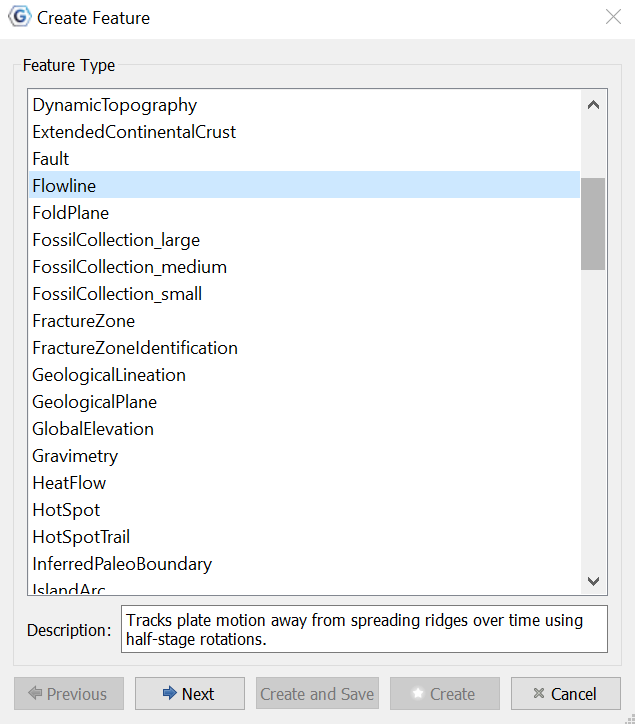 Create Feature
Feature Type
DynamicTopography
ExtendedContinentalCrust
Fault
Flowline
FoldPlane
FossilCollection_large
FossilCollection_medium
FossilCollection_small
FractureZone
FractureZoneIdentification
GeologicalLineation
GeologicalPlane
GlobalElevation
Gravimetry
HeatFlow
HotSpot
HotSpotTrail
InferredPaleoBoundary
IslandArc
Description: Tracks plate motion away from spreading ridges over time using
half-stage rotations.
Previous Next Create and Save Create Cancel